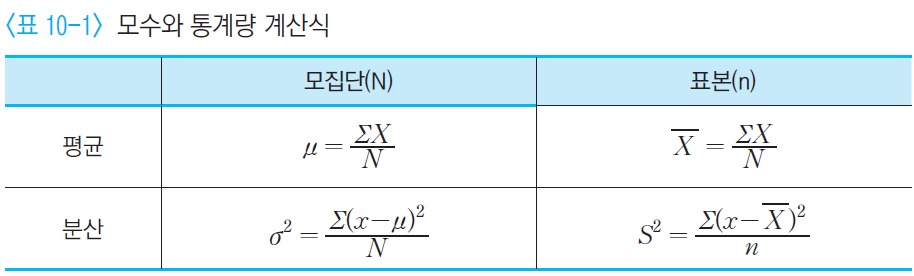 〈표 10-1〉 모수와 통계량 계산식
모집단(N) 표본(n)
평균 μ = ΣX/N X̅ = ΣX/N
분산 σ² = Σ(x-μ)²/N S² = Σ(x-X̅)²/n